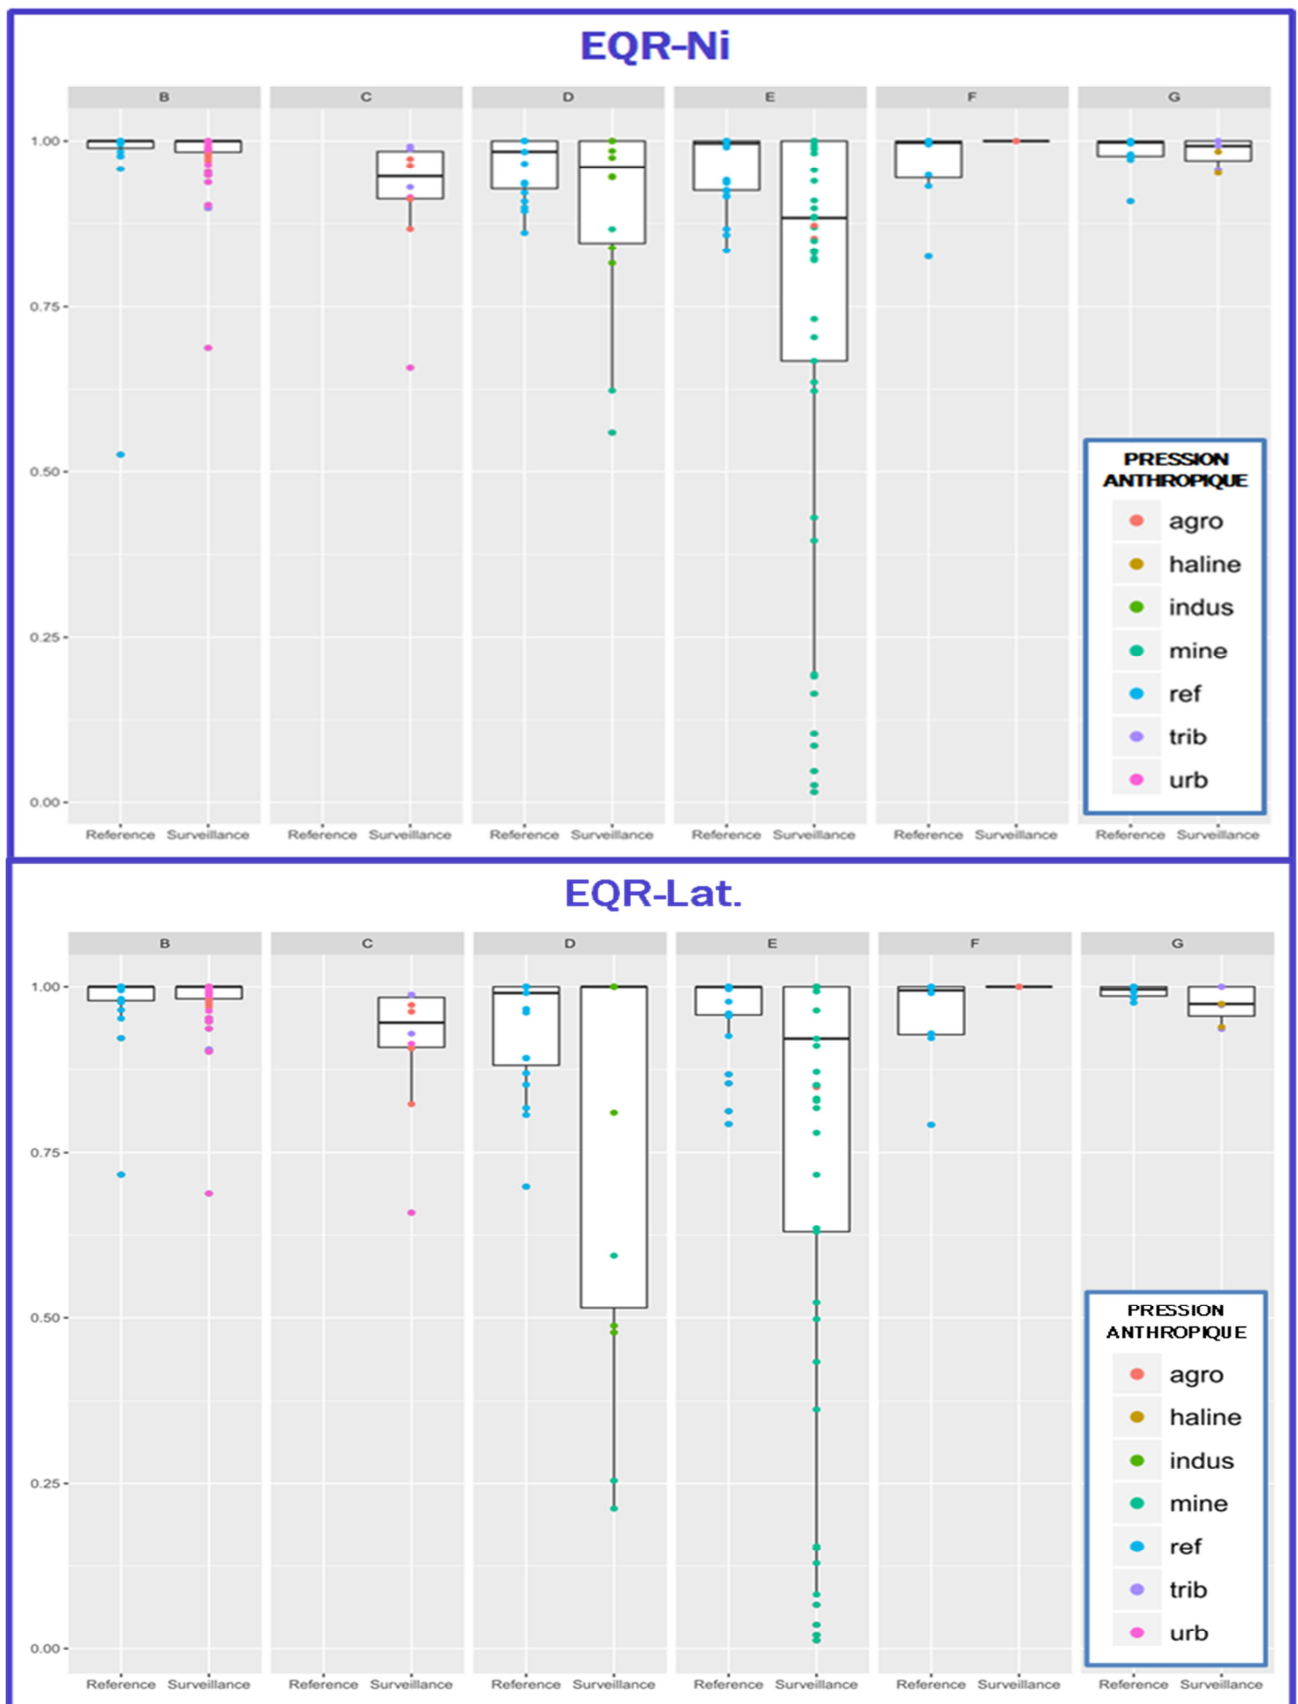 EQR-Ni
B C D E F G
1.00
0.75
0.50
0.25
0.00
Reference Surveillance Reference Surveillance Reference Surveillance Reference Surveillance Reference Surveillance Reference Surveillance
PRESSION
ANTHROPIQUE
agro
haline
indus
mine
ref
trib
urb
EQR-Lat.
B C D E F G
1.00
0.75
0.50
0.25
0.00
Reference Surveillance Reference Surveillance Reference Surveillance Reference Surveillance Reference Surveillance Reference Surveillance
PRESSION
ANTHROPIQUE
agro
haline
indus
mine
ref
trib
urb